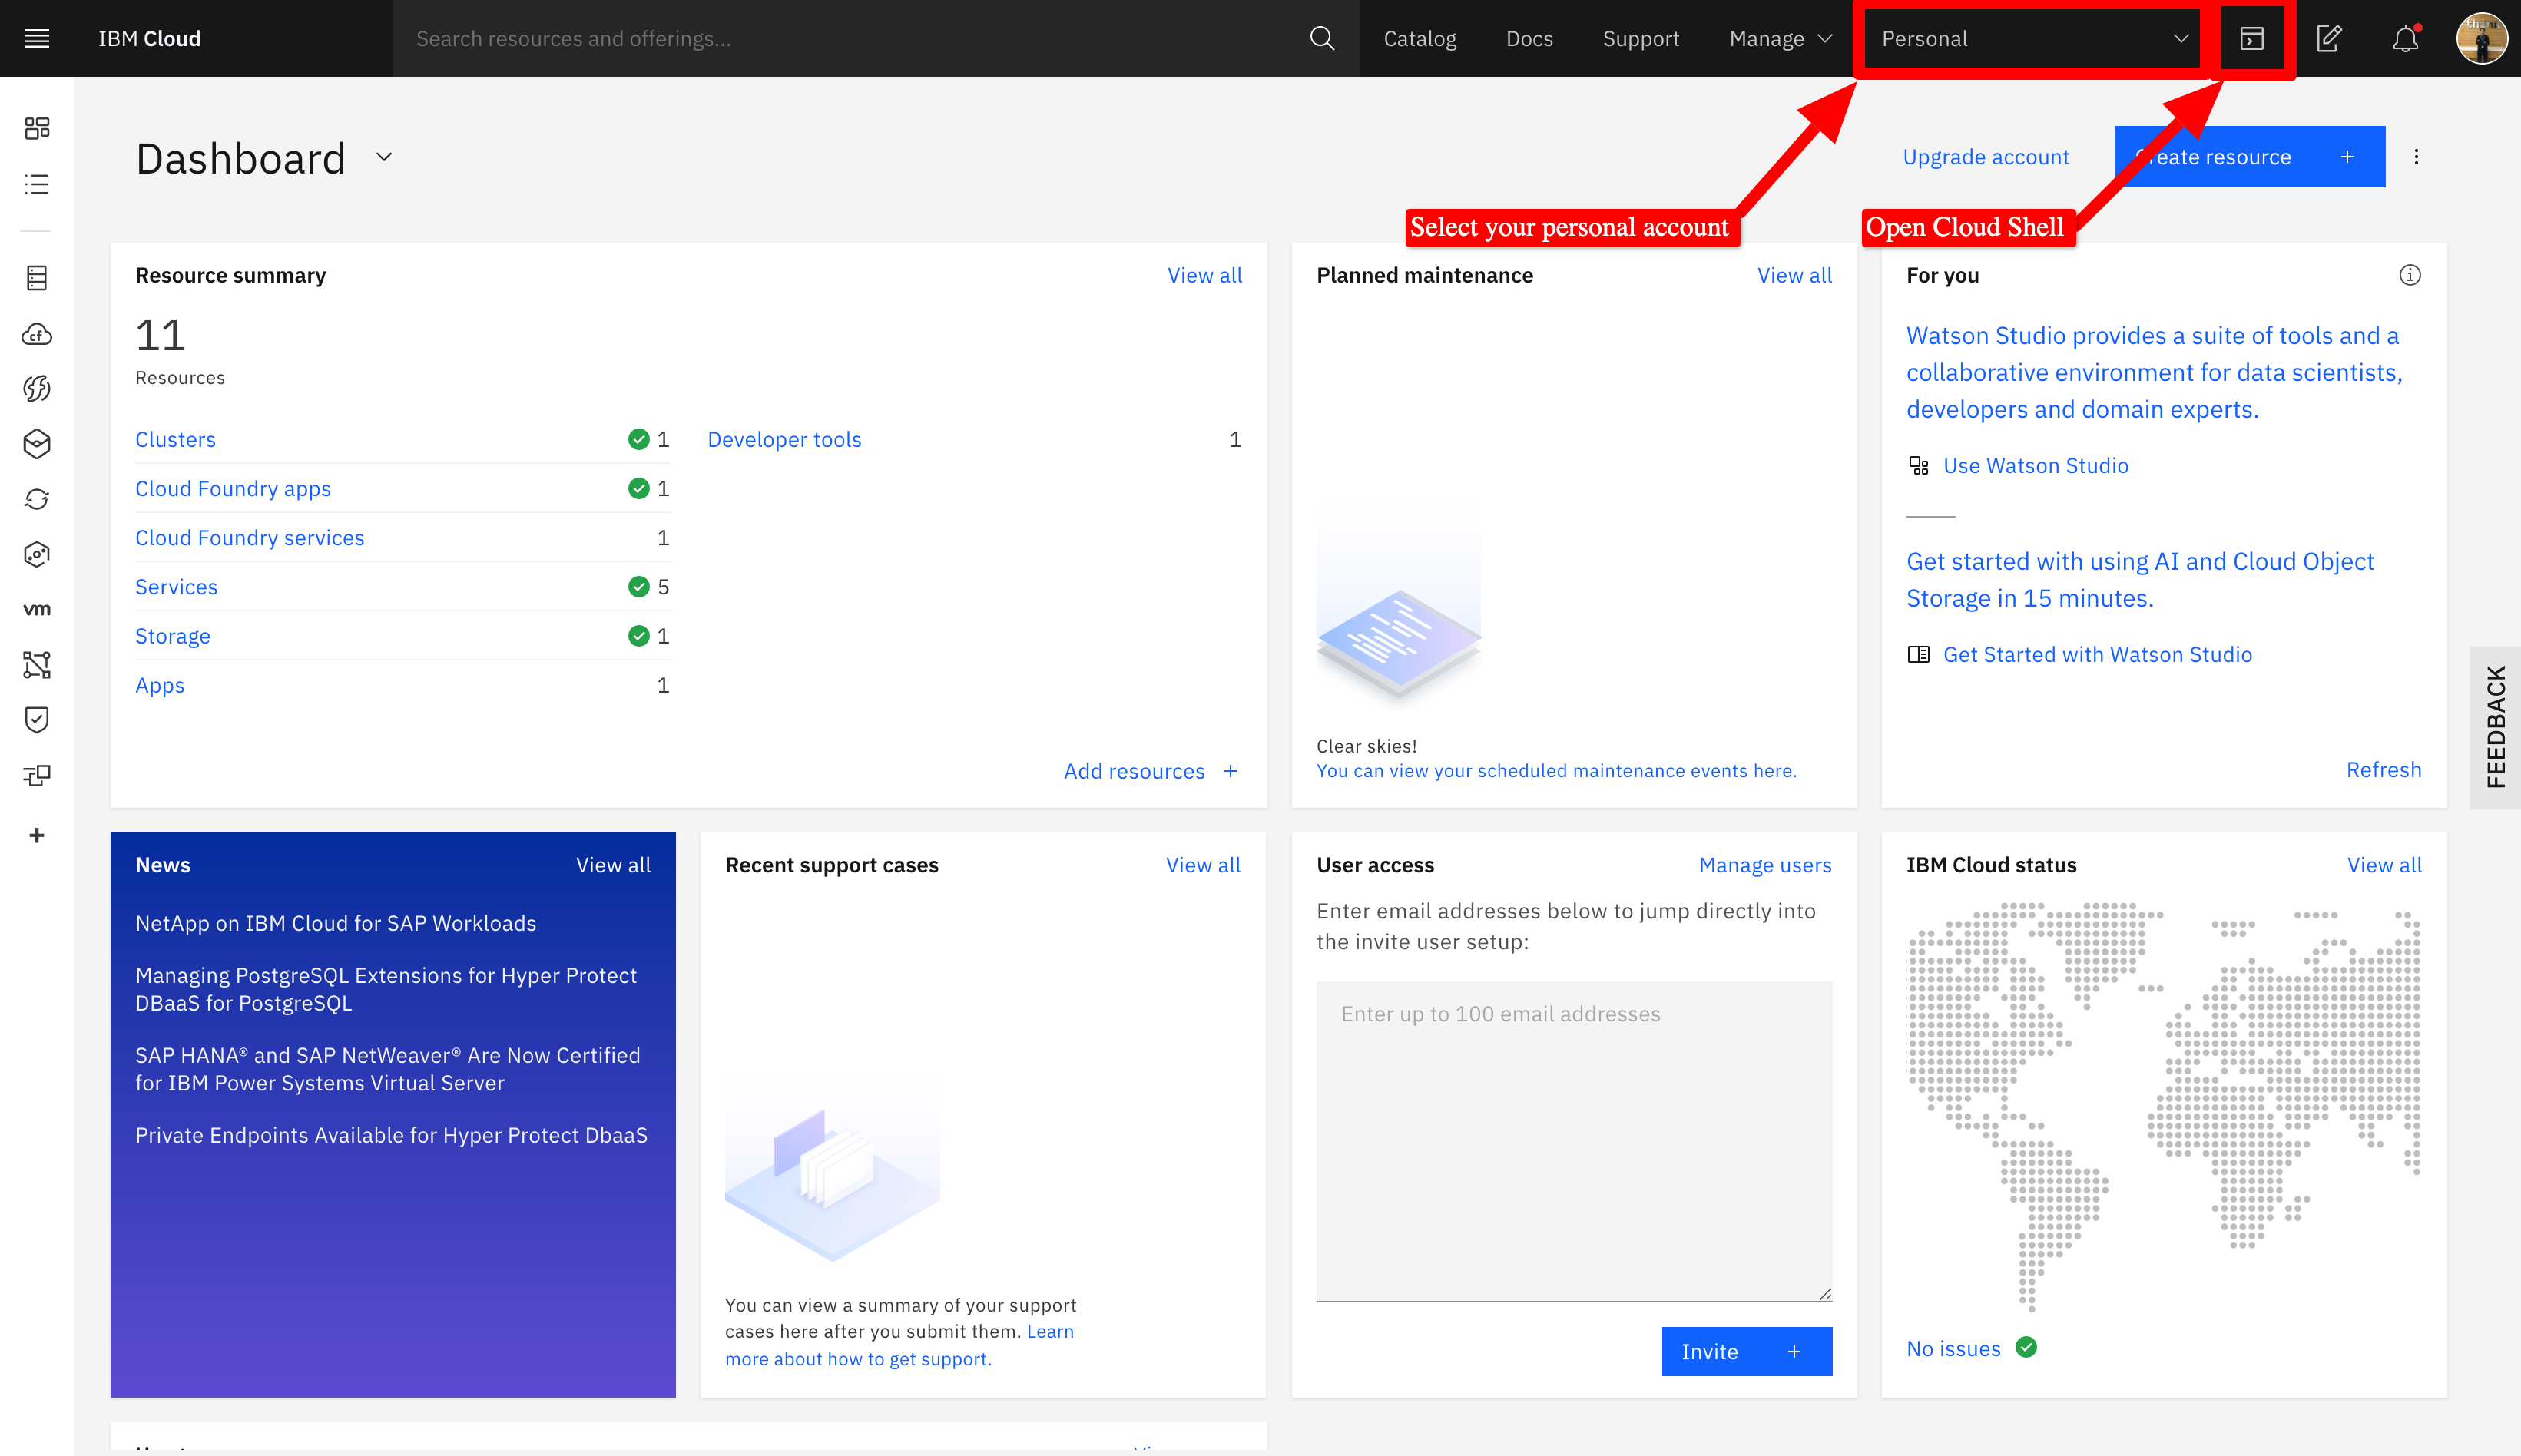 IBM Cloud
Search resources and offerings...
Catalog
Docs
Support
Manage
Personal
Dashboard
Upgrade account
Create resource +
Select your personal account
Open Cloud Shell
Resource summary
View all
11
Resources
Clusters 1
Cloud Foundry apps 1
Cloud Foundry services 1
Services 5
Storage 1
Apps 1
Developer tools 1
Add resources +
Planned maintenance
View all
Clear skies!
You can view your scheduled maintenance events here.
For you
Watson Studio provides a suite of tools and a
collaborative environment for data scientists,
developers and domain experts.
Use Watson Studio
Get started with using AI and Cloud Object
Storage in 15 minutes.
Get Started with Watson Studio
Refresh
FEEDBACK
cf
vm
News
View all
NetApp on IBM Cloud for SAP Workloads
Managing PostgreSQL Extensions for Hyper Protect
DBaaS for PostgreSQL
SAP HANA® and SAP NetWeaver® Are Now Certified
for IBM Power Systems Virtual Server
Private Endpoints Available for Hyper Protect DbaaS
Recent support cases
View all
You can view a summary of your support
cases here after you submit them. Learn
more about how to get support.
User access
Manage users
Enter email addresses below to jump directly into
the invite user setup:
Enter up to 100 email addresses
Invite +
IBM Cloud status
View all
No issues